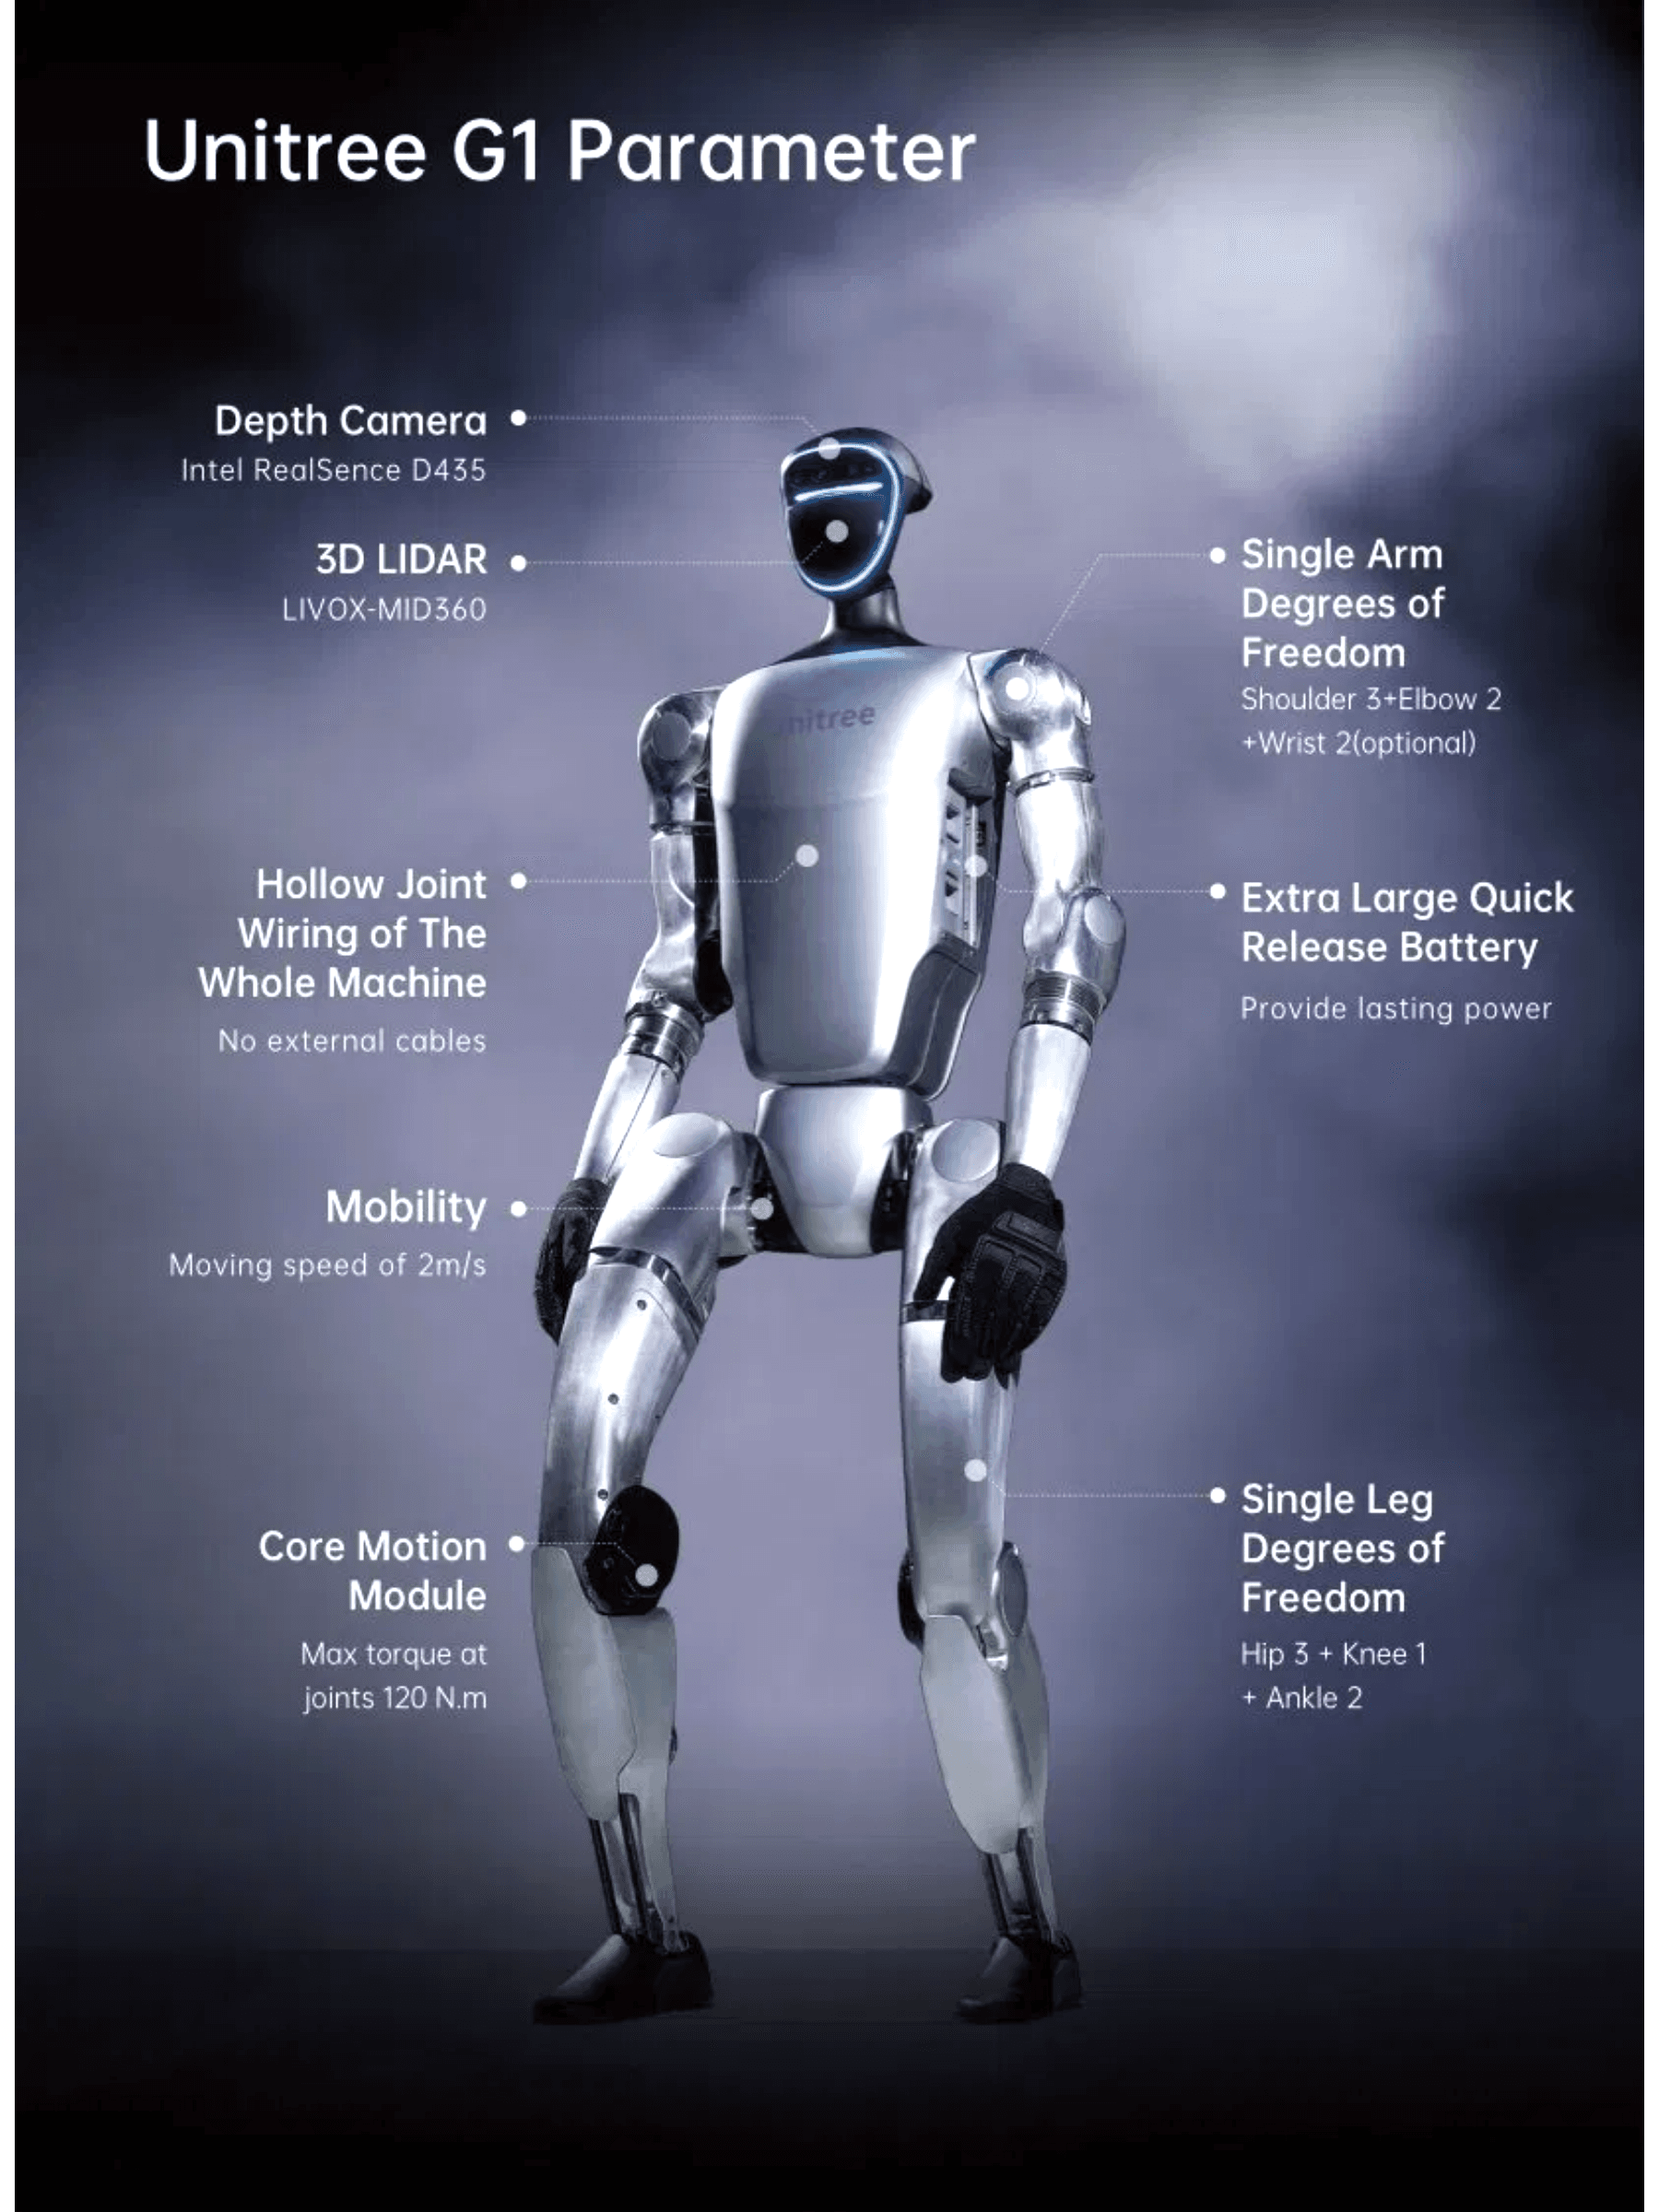 Unitree G1 Parameter
Depth Camera
Intel RealSence D435
3D LIDAR
LIVOX-MID360
Hollow Joint
Wiring of The
Whole Machine
No external cables
Mobility
Moving speed of 2m/s
Core Motion
Module
Max torque at
joints 120 N.m
Single Arm
Degrees of
Freedom
Shoulder 3+Elbow 2
+Wrist 2(optional)
Extra Large Quick
Release Battery
Provide lasting power
Single Leg
Degrees of
Freedom
Hip 3 + Knee 1
+ Ankle 2
Unitree